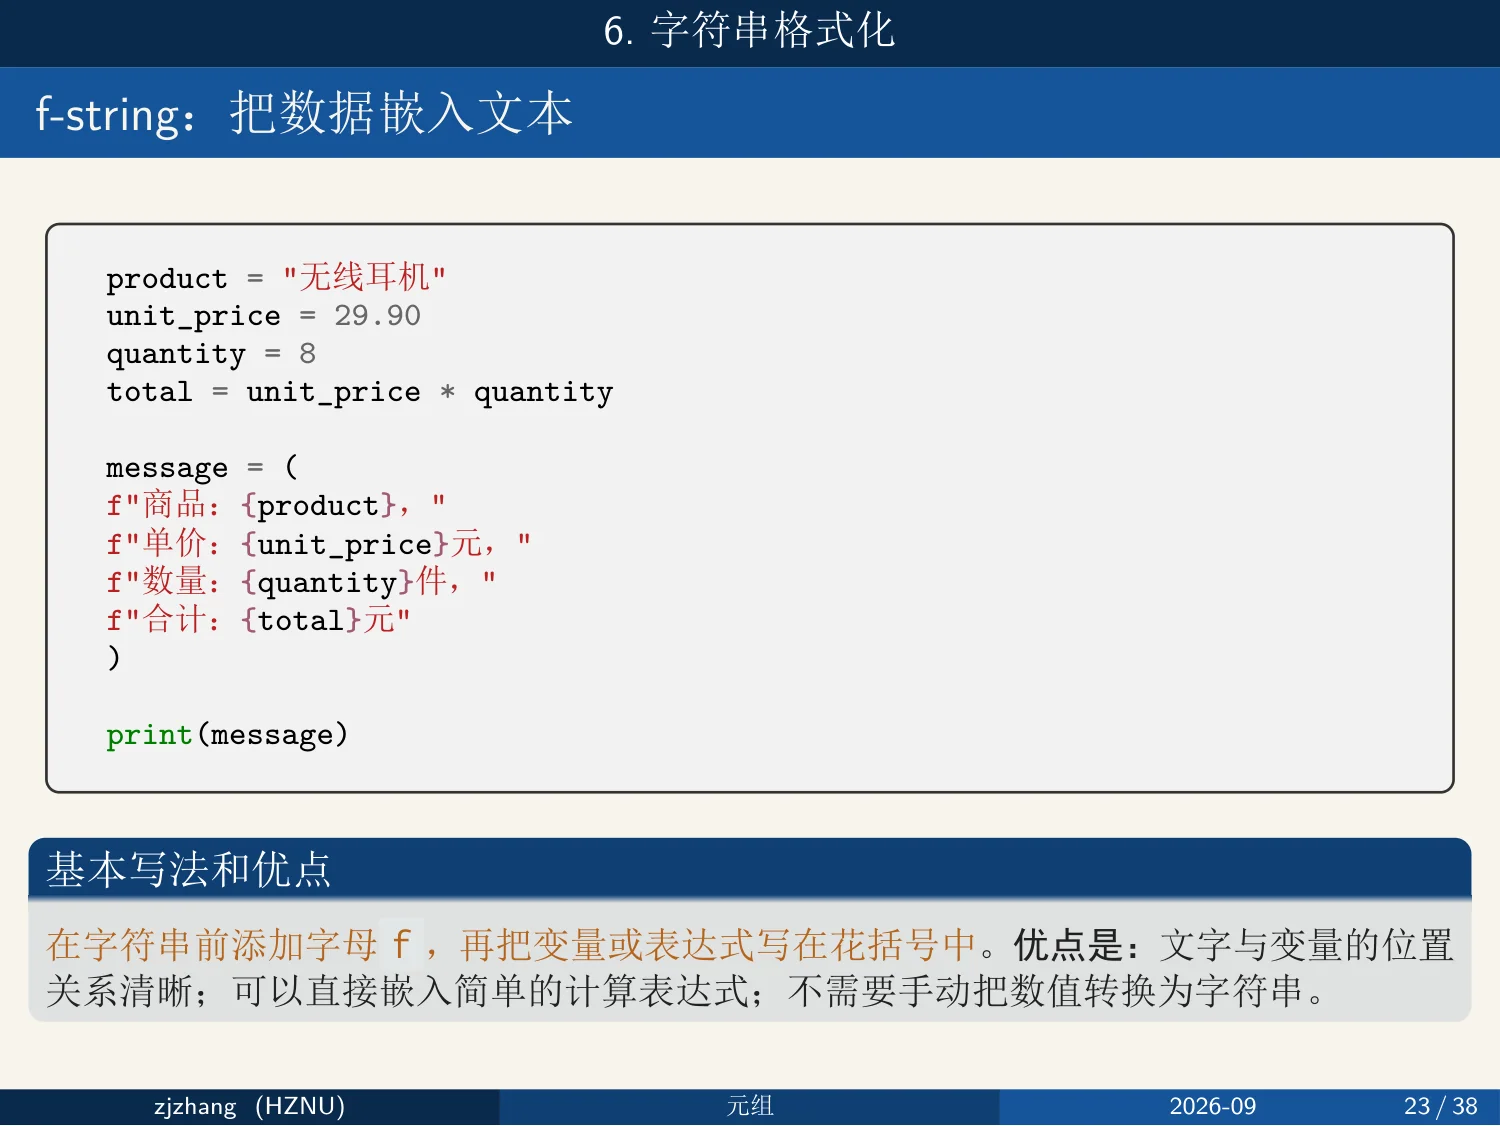 6. 字符串格式化
f-string：把数据嵌入文本
product = "无线耳机"
unit_price = 29.90
quantity = 8
total = unit_price * quantity
message = (
f"商品：{product}，"
f"单价：{unit_price}元，"
f"数量：{quantity}件，"
f"合计：{total}元"
)
print(message)
基本写法和优点
在字符串前添加字母 f ，再把变量或表达式写在花括号中。优点是：文字与变量的位置
关系清晰；可以直接嵌入简单的计算表达式；不需要手动把数值转换为字符串。
zjzhang (HZNU) 元组 2026-09 23 / 38